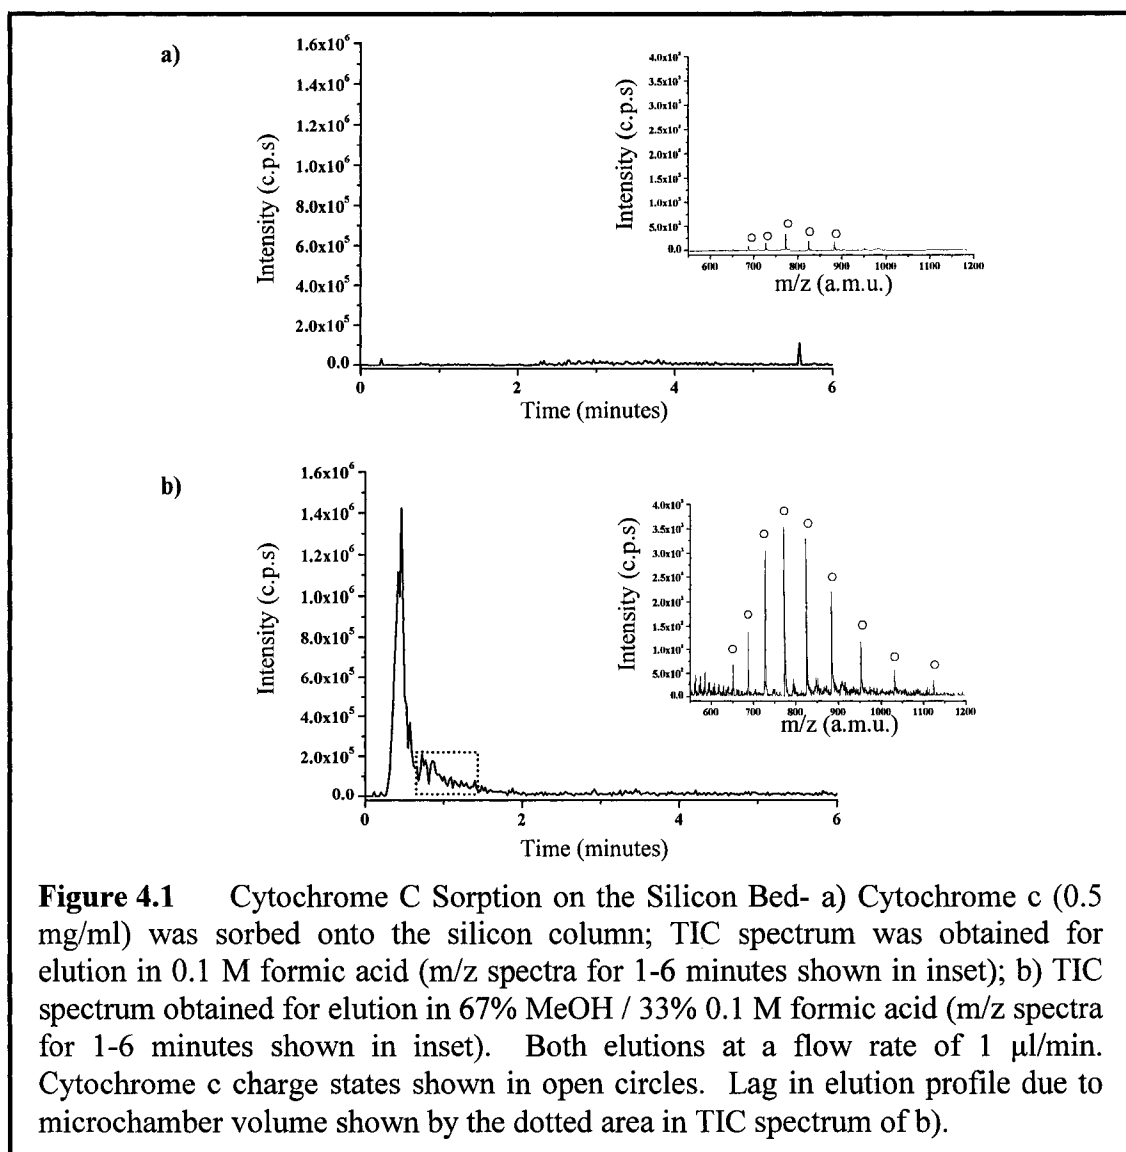 a)
1.6x10⁶
1.4x10⁶
1.2x10⁶
1.0x10⁶
8.0x10⁵
6.0x10⁵
4.0x10⁵
2.0x10⁵
0.0
Intensity (c.p.s)
0 2 4 6
Time (minutes)
Intensity (c.p.s)
0.0
600 700 800 900 1000 1100 1200
m/z (a.m.u.)
b)
1.6x10⁶
1.4x10⁶
1.2x10⁶
1.0x10⁶
8.0x10⁵
6.0x10⁵
4.0x10⁵
2.0x10⁵
0.0
Intensity (c.p.s)
0 2 4 6
Time (minutes)
Intensity (c.p.s)
0.0
600 700 800 900 1000 1100 1200
m/z (a.m.u.)
Figure 4.1 Cytochrome C Sorption on the Silicon Bed- a) Cytochrome c (0.5
mg/ml) was sorbed onto the silicon column; TIC spectrum was obtained for
elution in 0.1 M formic acid (m/z spectra for 1-6 minutes shown in inset); b) TIC
spectrum obtained for elution in 67% MeOH / 33% 0.1 M formic acid (m/z spectra
for 1-6 minutes shown in inset). Both elutions at a flow rate of 1 μl/min.
Cytochrome c charge states shown in open circles. Lag in elution profile due to
microchamber volume shown by the dotted area in TIC spectrum of b).